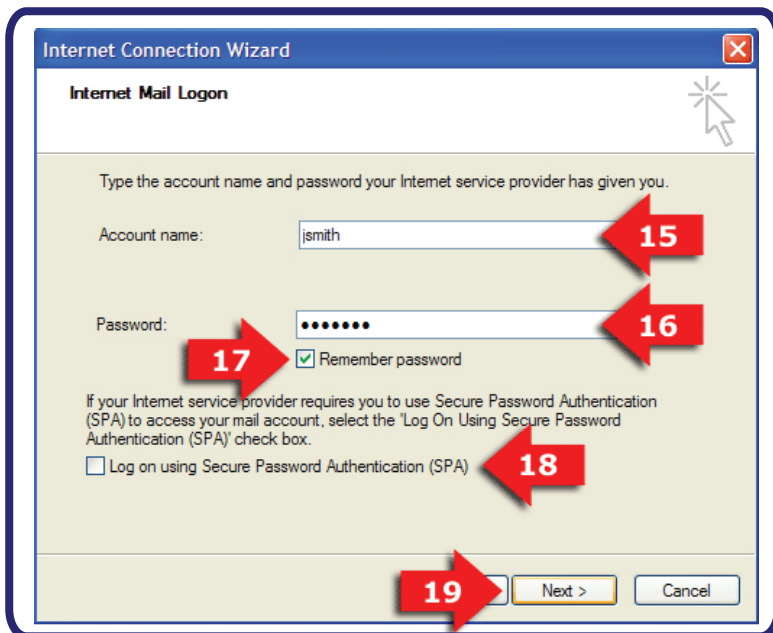 Internet Connection Wizard
Internet Mail Logon
Type the account name and password your Internet service provider has given you.
Account name: jsmith 15
Password: ●●●●●●● 16
17 Remember password
If your Internet service provider requires you to use Secure Password Authentication
(SPA) to access your mail account, select the 'Log On Using Secure Password
Authentication (SPA)' check box.
Log on using Secure Password Authentication (SPA) 18
19 Next > Cancel